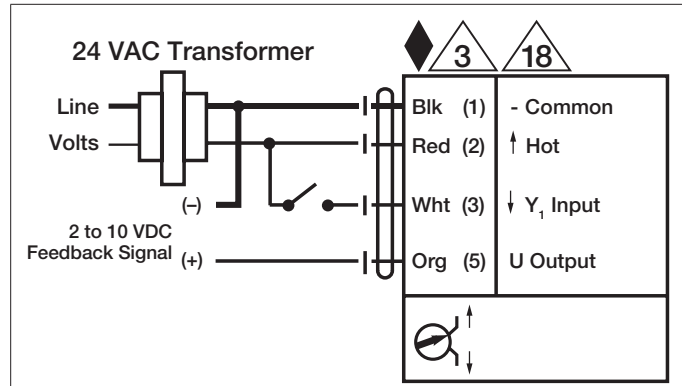 24 VAC Transformer
3
18
Line
Volts
Blk (1) - Common
Red (2) ↑ Hot
(–)
Wht (3) ↓ Y₁ Input
2 to 10 VDC
Feedback Signal (+)
Org (5) U Output